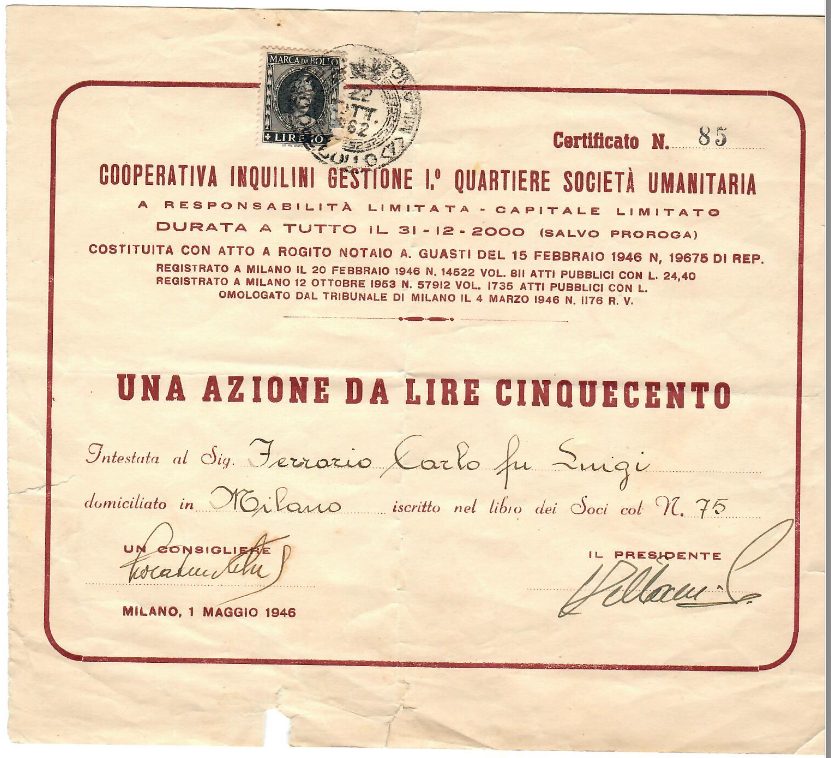 MARCA DA BOLLO
LIRE 10
22
OTT.
62
Certificato N. 85
COOPERATIVA INQUILINI GESTIONE I.º QUARTIERE SOCIETÀ UMANITARIA
A RESPONSABILITÀ LIMITATA - CAPITALE LIMITATO
DURATA A TUTTO IL 31-12-2000 (SALVO PROROGA)
COSTITUITA CON ATTO A ROGITO NOTAIO A. GUASTI DEL 15 FEBBRAIO 1946 N, 19675 DI REP.
REGISTRATO A MILANO IL 20 FEBBRAIO 1946 N. 14522 VOL. 811 ATTI PUBBLICI CON L. 24,40
REGISTRATO A MILANO 12 OTTOBRE 1953 N. 57912 VOL. 1735 ATTI PUBBLICI CON L.
OMOLOGATO DAL TRIBUNALE DI MILANO IL 4 MARZO 1946 N. 1176 R. V.
UNA AZIONE DA LIRE CINQUECENTO
Intestata al Sig. Ferrario Carlo fu Luigi
domiciliato in Milano iscritto nel libro dei Soci col N. 75
UN CONSIGLIERE
IL PRESIDENTE
MILANO, 1 MAGGIO 1946